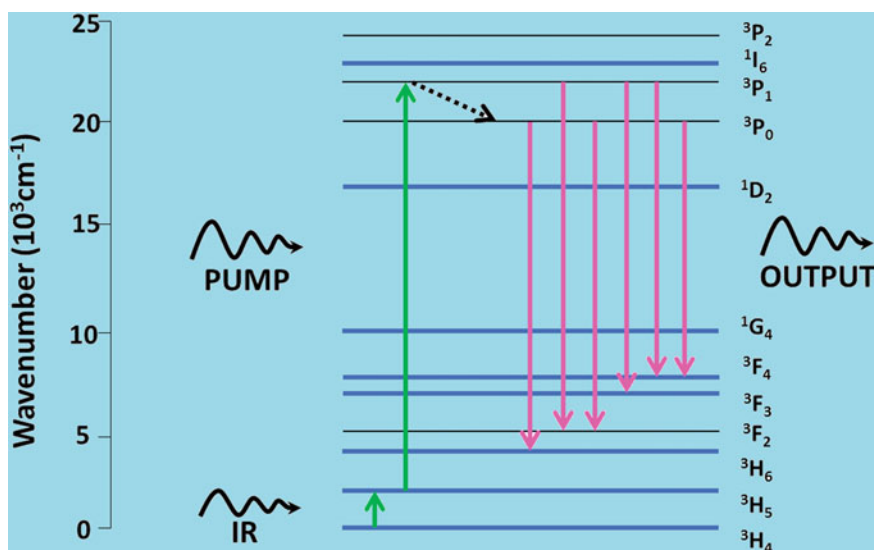 Wavenumber (10³cm⁻¹)
25
20
15
10
5
0
PUMP
IR
OUTPUT
³P₂
¹I₆
³P₁
³P₀
¹D₂
¹G₄
³F₄
³F₃
³F₂
³H₆
³H₅
³H₄